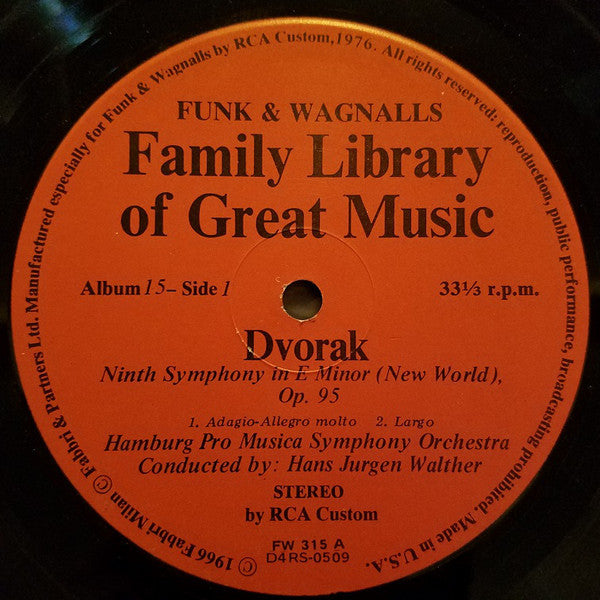 © 1966 Fabbri Milan © Fabbri & Partners Ltd. Manufactured especially for Funk & Wagnalls by RCA Custom, 1976. All rights reserved; reproduction, public performance, broadcasting prohibited. Made in U.S.A.
FUNK & WAGNALLS
Family Library
of Great Music
Album 15 – Side 1 33⅓ r.p.m.
Dvorak
Ninth Symphony in E Minor (New World),
Op. 95
1. Adagio-Allegro molto 2. Largo
Hamburg Pro Musica Symphony Orchestra
Conducted by: Hans Jurgen Walther
STEREO
by RCA Custom
FW 315 A
D4RS-0509